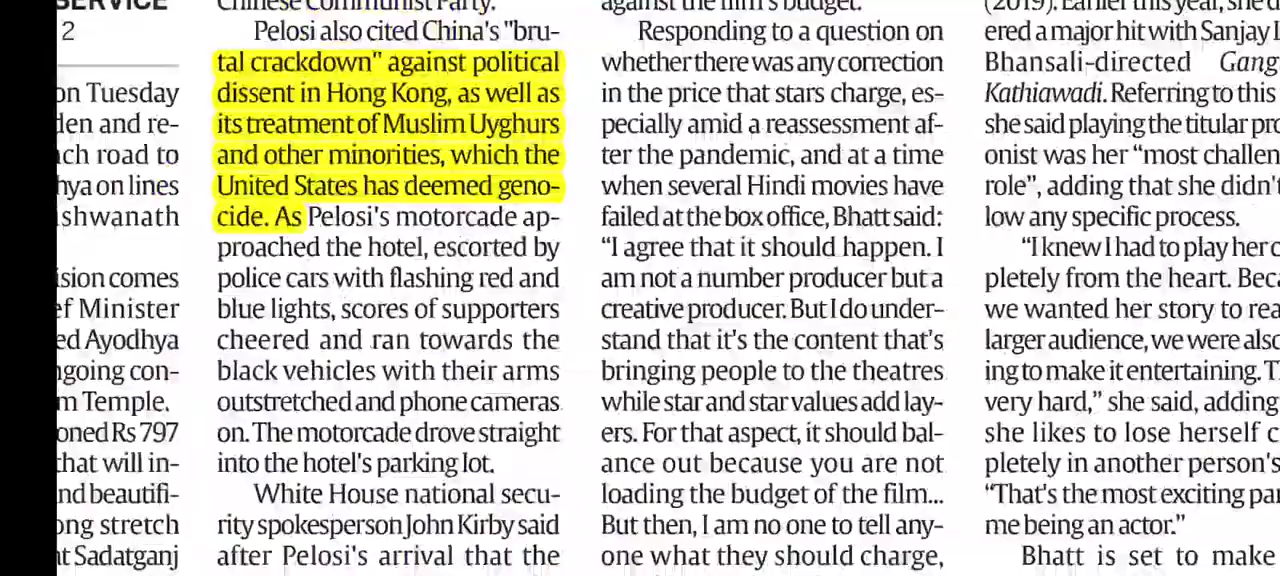 SERVICE
2
on Tuesday
den and re-
ach road to
hya on lines
ishwanath
ision comes
ef Minister
ed Ayodhya
ngoing con-
m Temple.
oned Rs 797
that will in-
nd beautifi-
ong stretch
at Sadatganj
Chinese Communist Party.
Pelosi also cited China's "bru-
tal crackdown" against political
dissent in Hong Kong, as well as
its treatment of Muslim Uyghurs
and other minorities, which the
United States has deemed geno-
cide. As Pelosi's motorcade ap-
proached the hotel, escorted by
police cars with flashing red and
blue lights, scores of supporters
cheered and ran towards the
black vehicles with their arms
outstretched and phone cameras
on. The motorcade drove straight
into the hotel's parking lot.
White House national secu-
rity spokesperson John Kirby said
after Pelosi's arrival that the
against the film's budget.
Responding to a question on
whether there was any correction
in the price that stars charge, es-
pecially amid a reassessment af-
ter the pandemic, and at a time
when several Hindi movies have
failed at the box office, Bhatt said:
“I agree that it should happen. I
am not a number producer but a
creative producer. But I do under-
stand that it's the content that's
bringing people to the theatres
while star and star values add lay-
ers. For that aspect, it should bal-
ance out because you are not
loading the budget of the film...
But then, I am no one to tell any-
one what they should charge,
(2019). Earlier this year, she d
ered a major hit with Sanjay L
Bhansali-directed Gang
Kathiawadi. Referring to this
she said playing the titular pro
onist was her “most challen
role”, adding that she didn't
low any specific process.
“I knew I had to play her c
pletely from the heart. Beca
we wanted her story to rea
larger audience, we were also
ing to make it entertaining. T
very hard,” she said, adding
she likes to lose herself c
pletely in another person's
“That's the most exciting par
me being an actor.”
Bhatt is set to make